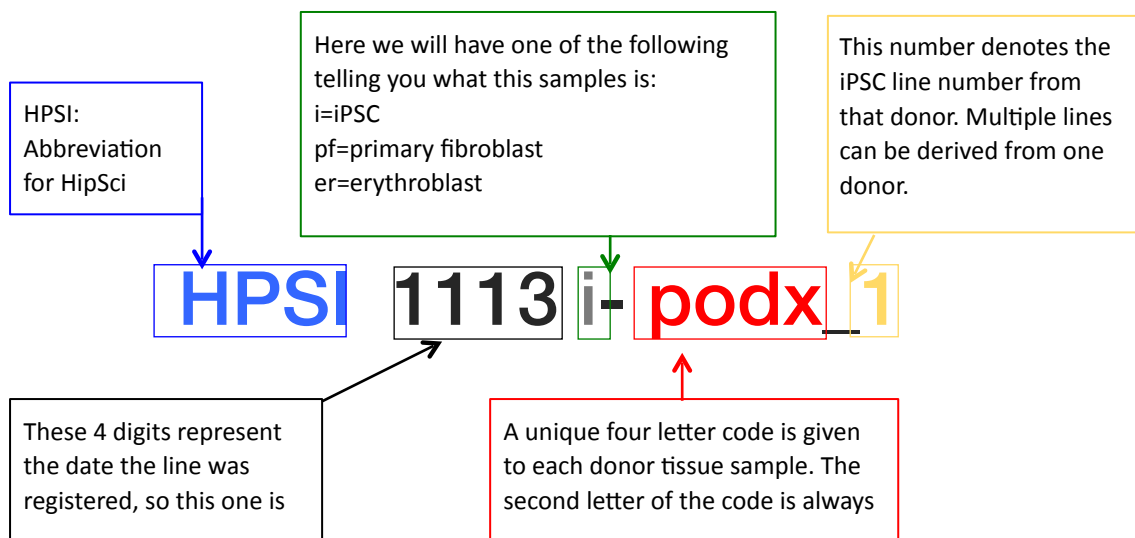 Here we will have one of the following
telling you what this samples is:
i=iPSC
pf=primary fibroblast
er=erythroblast
This number denotes the
iPSC line number from
that donor. Multiple lines
can be derived from one
donor.
HPSI:
Abbreviation
for HipSci
HPSI 1113 i- podx_1
These 4 digits represent
the date the line was
registered, so this one is
A unique four letter code is given
to each donor tissue sample. The
second letter of the code is always